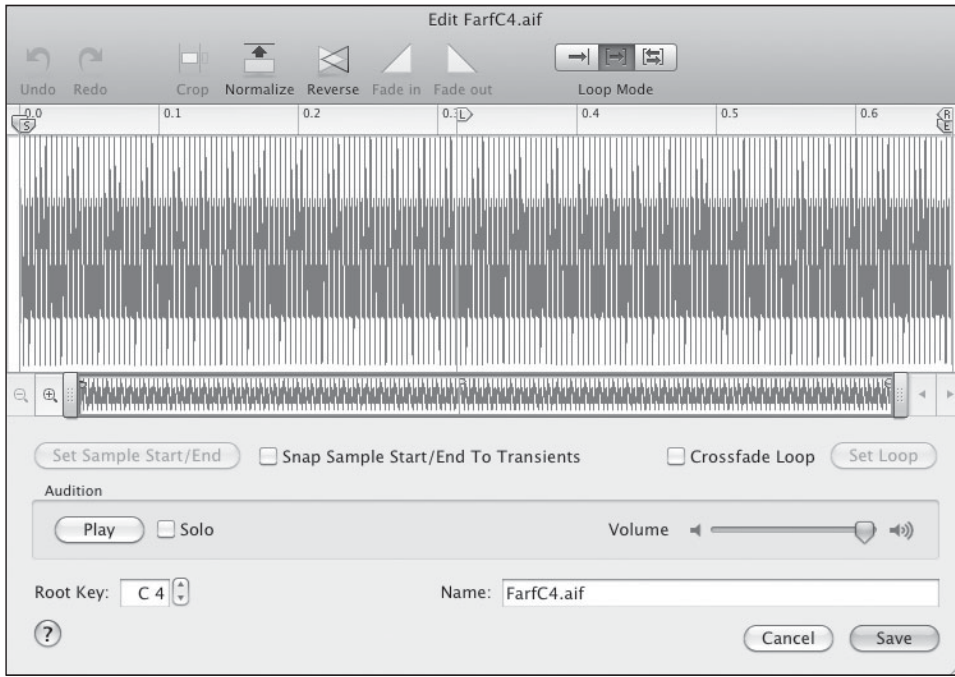 Edit FarfC4.aif
Undo Redo Crop Normalize Reverse Fade in Fade out Loop Mode
0.0 0.1 0.2 0.3 L 0.4 0.5 0.6 R
S E
Set Sample Start/End Snap Sample Start/End To Transients Crossfade Loop Set Loop
Audition
Play Solo Volume
Root Key: C 4 Name: FarfC4.aif
? Cancel Save